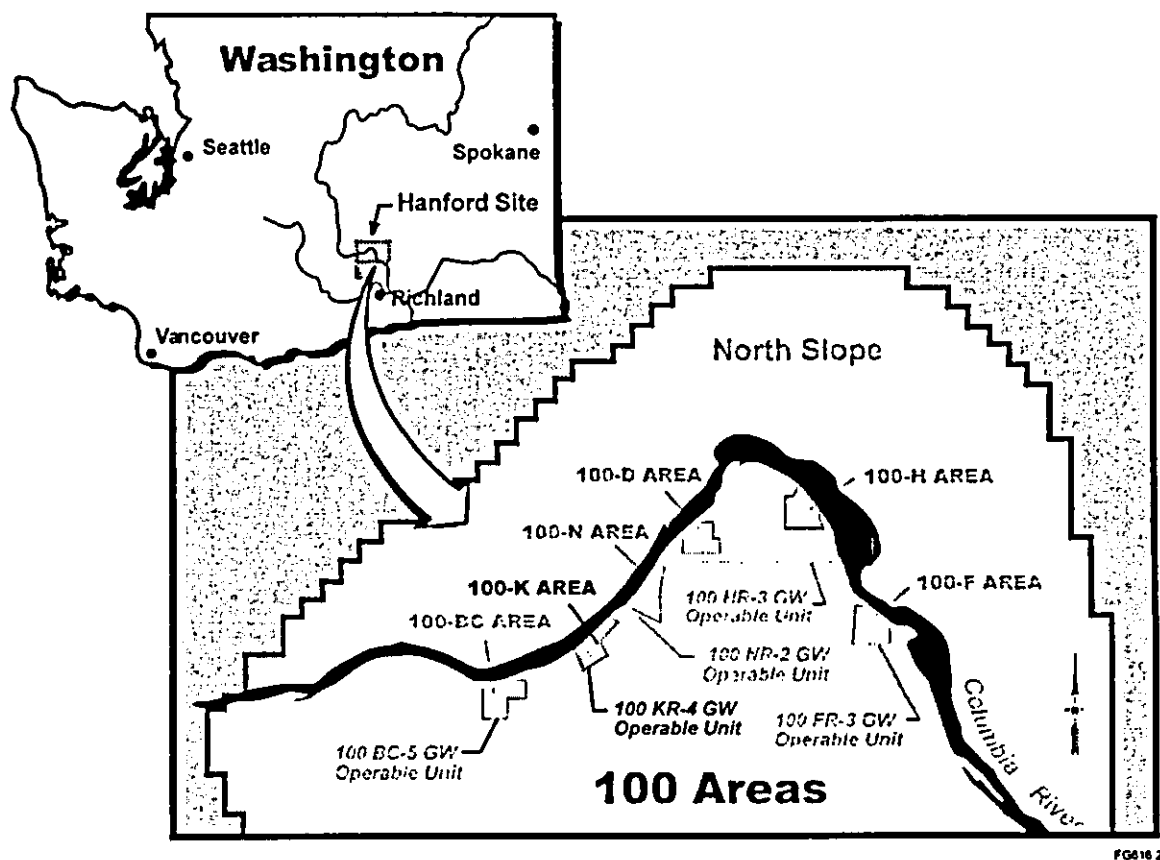 Washington
Seattle
Spokane
Hanford Site
Richland
Vancouver
North Slope
100-D AREA
100-H AREA
100-N AREA
100-K AREA
100-F AREA
100-BC AREA
100 HR-3 GW
Operable Unit
100 NR-2 GW
Operable Unit
100 KR-4 GW
Operable Unit
100 FR-3 GW
Operable Unit
100 BC-5 GW
Operable Unit
Columbia
River
100 Areas